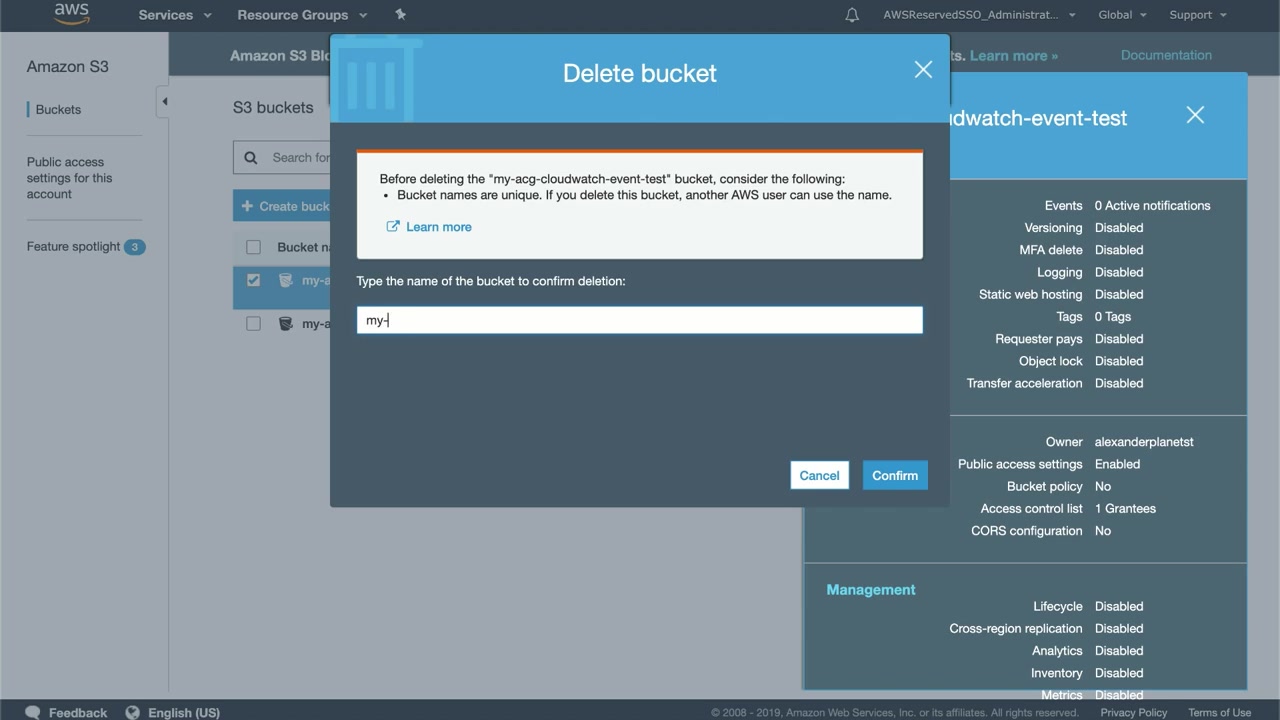 aws
Services
Resource Groups
AWSReservedSSO_Administrat...
Global
Support
Amazon S3
Buckets
Public access
settings for this
account
Feature spotlight 3
Amazon S3
ts. Learn more »
Documentation
S3 buckets
Search for
+ Create buck
Bucket
my-a
my-a
Delete bucket
Before deleting the "my-acg-cloudwatch-event-test" bucket, consider the following:
• Bucket names are unique. If you delete this bucket, another AWS user can use the name.
Learn more
Type the name of the bucket to confirm deletion:
my-
Cancel
Confirm
dwatch-event-test
Events 0 Active notifications
Versioning Disabled
MFA delete Disabled
Logging Disabled
Static web hosting Disabled
Tags 0 Tags
Requester pays Disabled
Object lock Disabled
Transfer acceleration Disabled
Owner alexanderplanetst
Public access settings Enabled
Bucket policy No
Access control list 1 Grantees
CORS configuration No
Management
Lifecycle Disabled
Cross-region replication Disabled
Analytics Disabled
Inventory Disabled
Metrics Disabled
Feedback
English (US)
© 2008 - 2019, Amazon Web Services, Inc. or its affiliates. All rights reserved.
Privacy Policy
Terms of Use